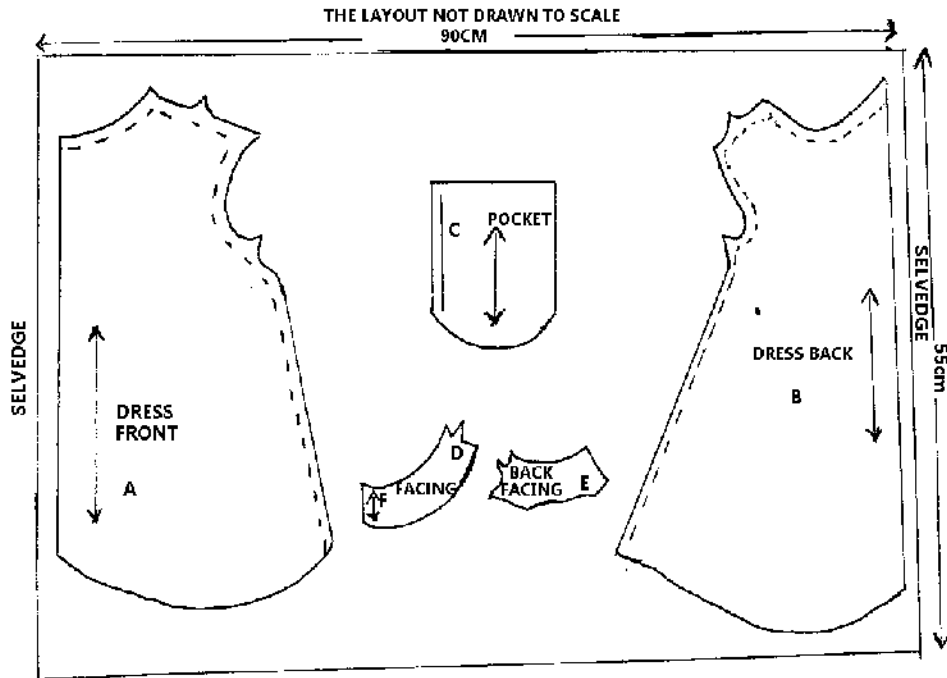 THE LAYOUT NOT DRAWN TO SCALE
90CM
C
POCKET
SELVEDGE
SELVEDGE
55cm
DRESS BACK
B
DRESS
FRONT
A
D
F FACING
BACK
FACING E